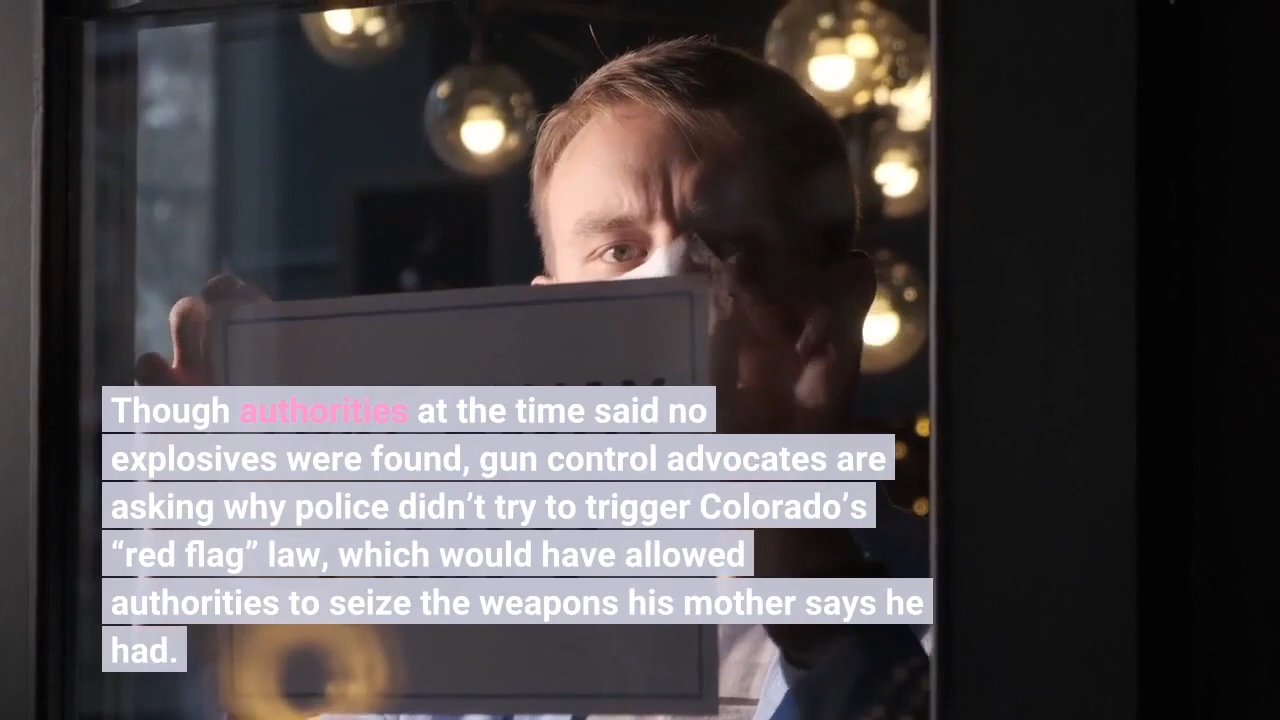 Though authorities at the time said no
explosives were found, gun control advocates are
asking why police didn’t try to trigger Colorado’s
“red flag” law, which would have allowed
authorities to seize the weapons his mother says he
had.